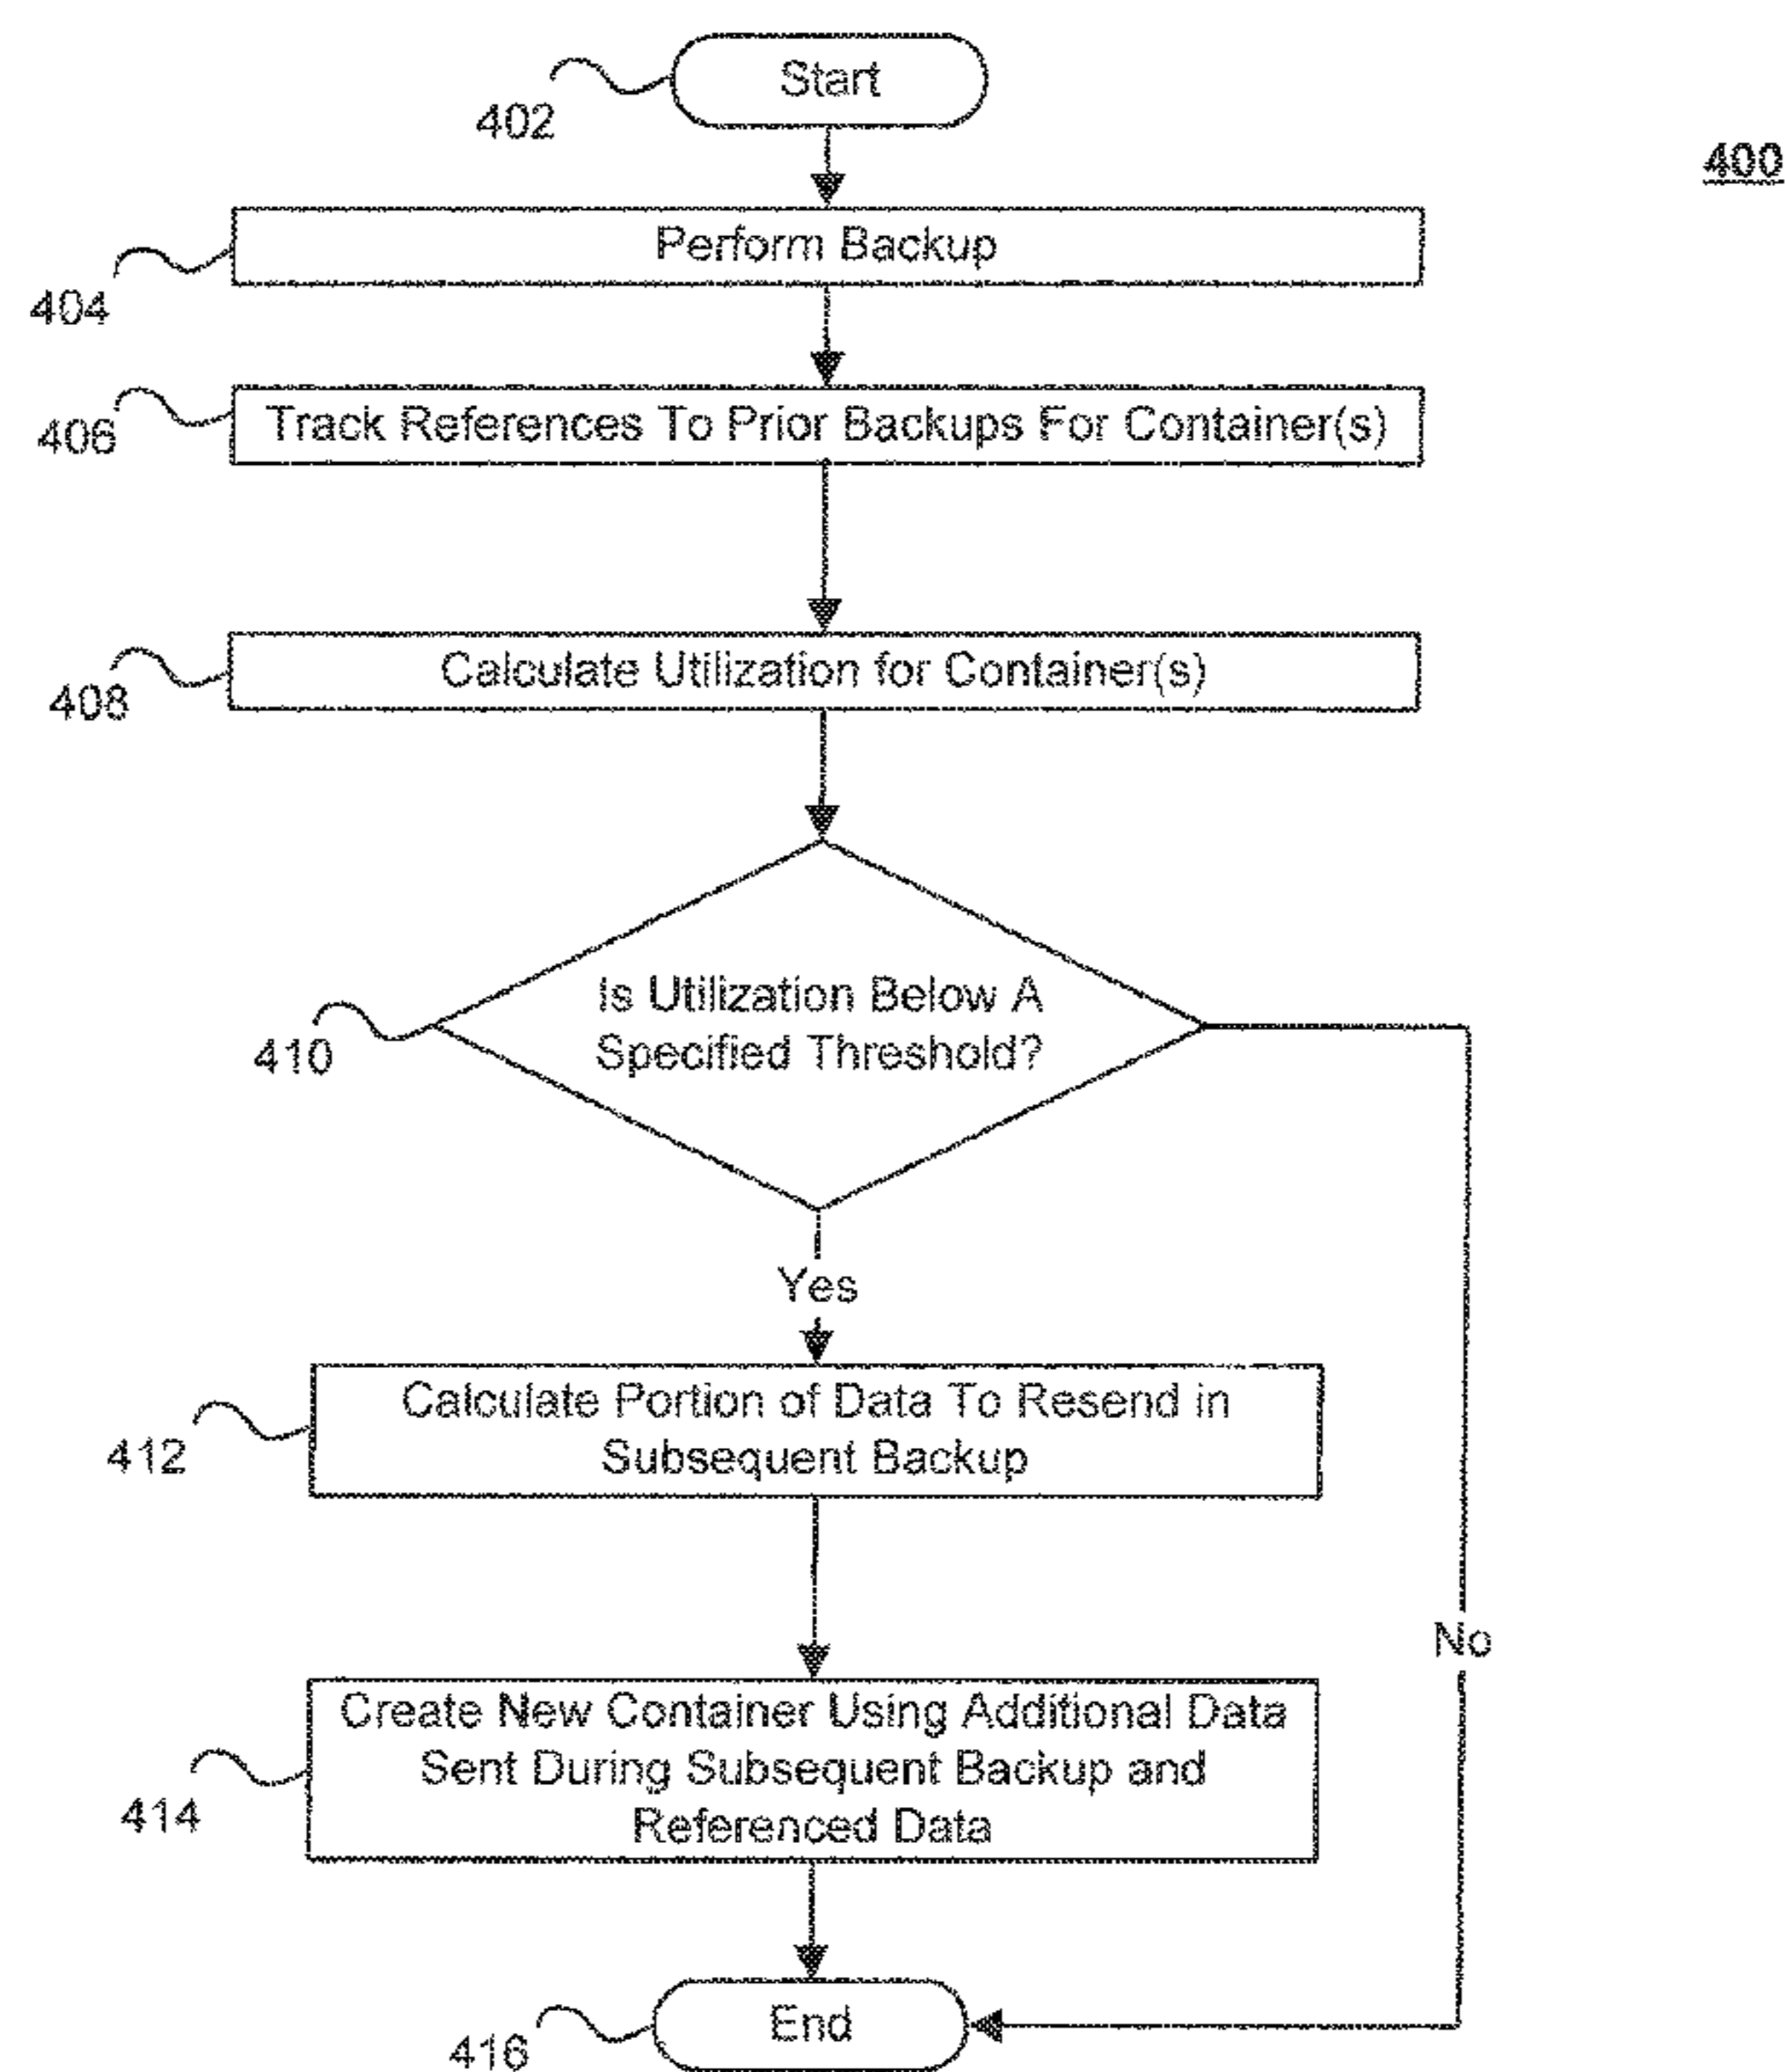 Start
402
400
Perform Backup
404
Track References To Prior Backups For Container(s)
406
Calculate Utilization for Container(s)
408
Is Utilization Below A
Specified Threshold?
410
Yes
Calculate Portion of Data To Resend in
Subsequent Backup
412
No
Create New Container Using Additional Data
Sent During Subsequent Backup and
Referenced Data
414
End
416